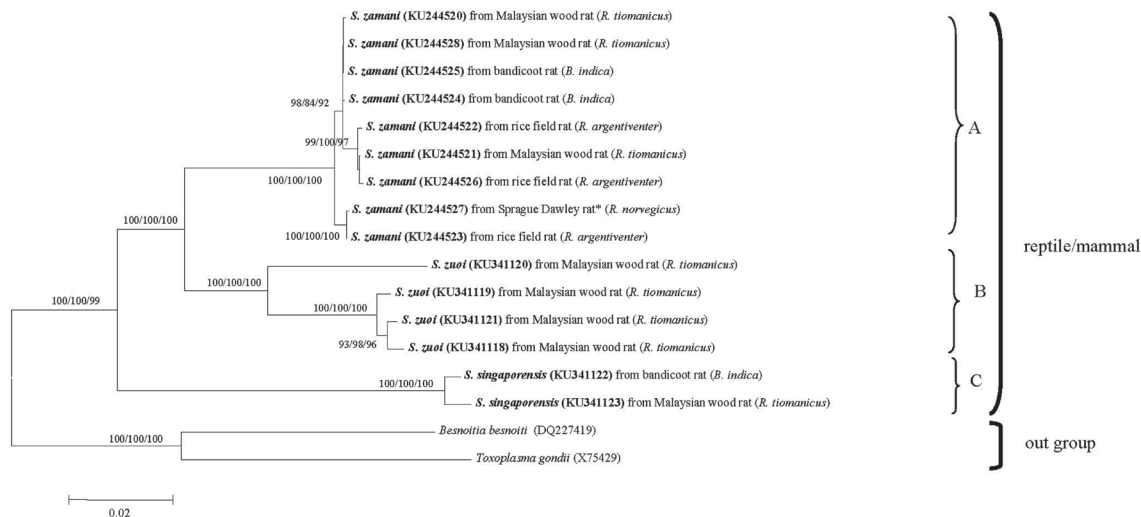 S. zamani (KU244520) from Malaysian wood rat (R. tiomanicus)
S. zamani (KU244528) from Malaysian wood rat (R. tiomanicus)
S. zamani (KU244525) from bandicoot rat (B. indica)
98/84/92
S. zamani (KU244524) from bandicoot rat (B. indica)
S. zamani (KU244522) from rice field rat (R. argentiventer)
A
99/100/97
S. zamani (KU244521) from Malaysian wood rat (R. tiomanicus)
100/100/100
S. zamani (KU244526) from rice field rat (R. argentiventer)
S. zamani (KU244527) from Sprague Dawley rat* (R. norvegicus)
100/100/100
100/100/100
S. zamani (KU244523) from rice field rat (R. argentiventer)
reptile/mammal
S. zuoi (KU341120) from Malaysian wood rat (R. tiomanicus)
100/100/100
S. zuoi (KU341119) from Malaysian wood rat (R. tiomanicus)
B
100/100/99
100/100/100
S. zuoi (KU341121) from Malaysian wood rat (R. tiomanicus)
93/98/96
S. zuoi (KU341118) from Malaysian wood rat (R. tiomanicus)
100/100/100
S. singaporensis (KU341122) from bandicoot rat (B. indica)
C
S. singaporensis (KU341123) from Malaysian wood rat (R. tiomanicus)
100/100/100
Besnoitia besnoiti (DQ227419)
out group
Toxoplasma gondii (X75429)
0.02